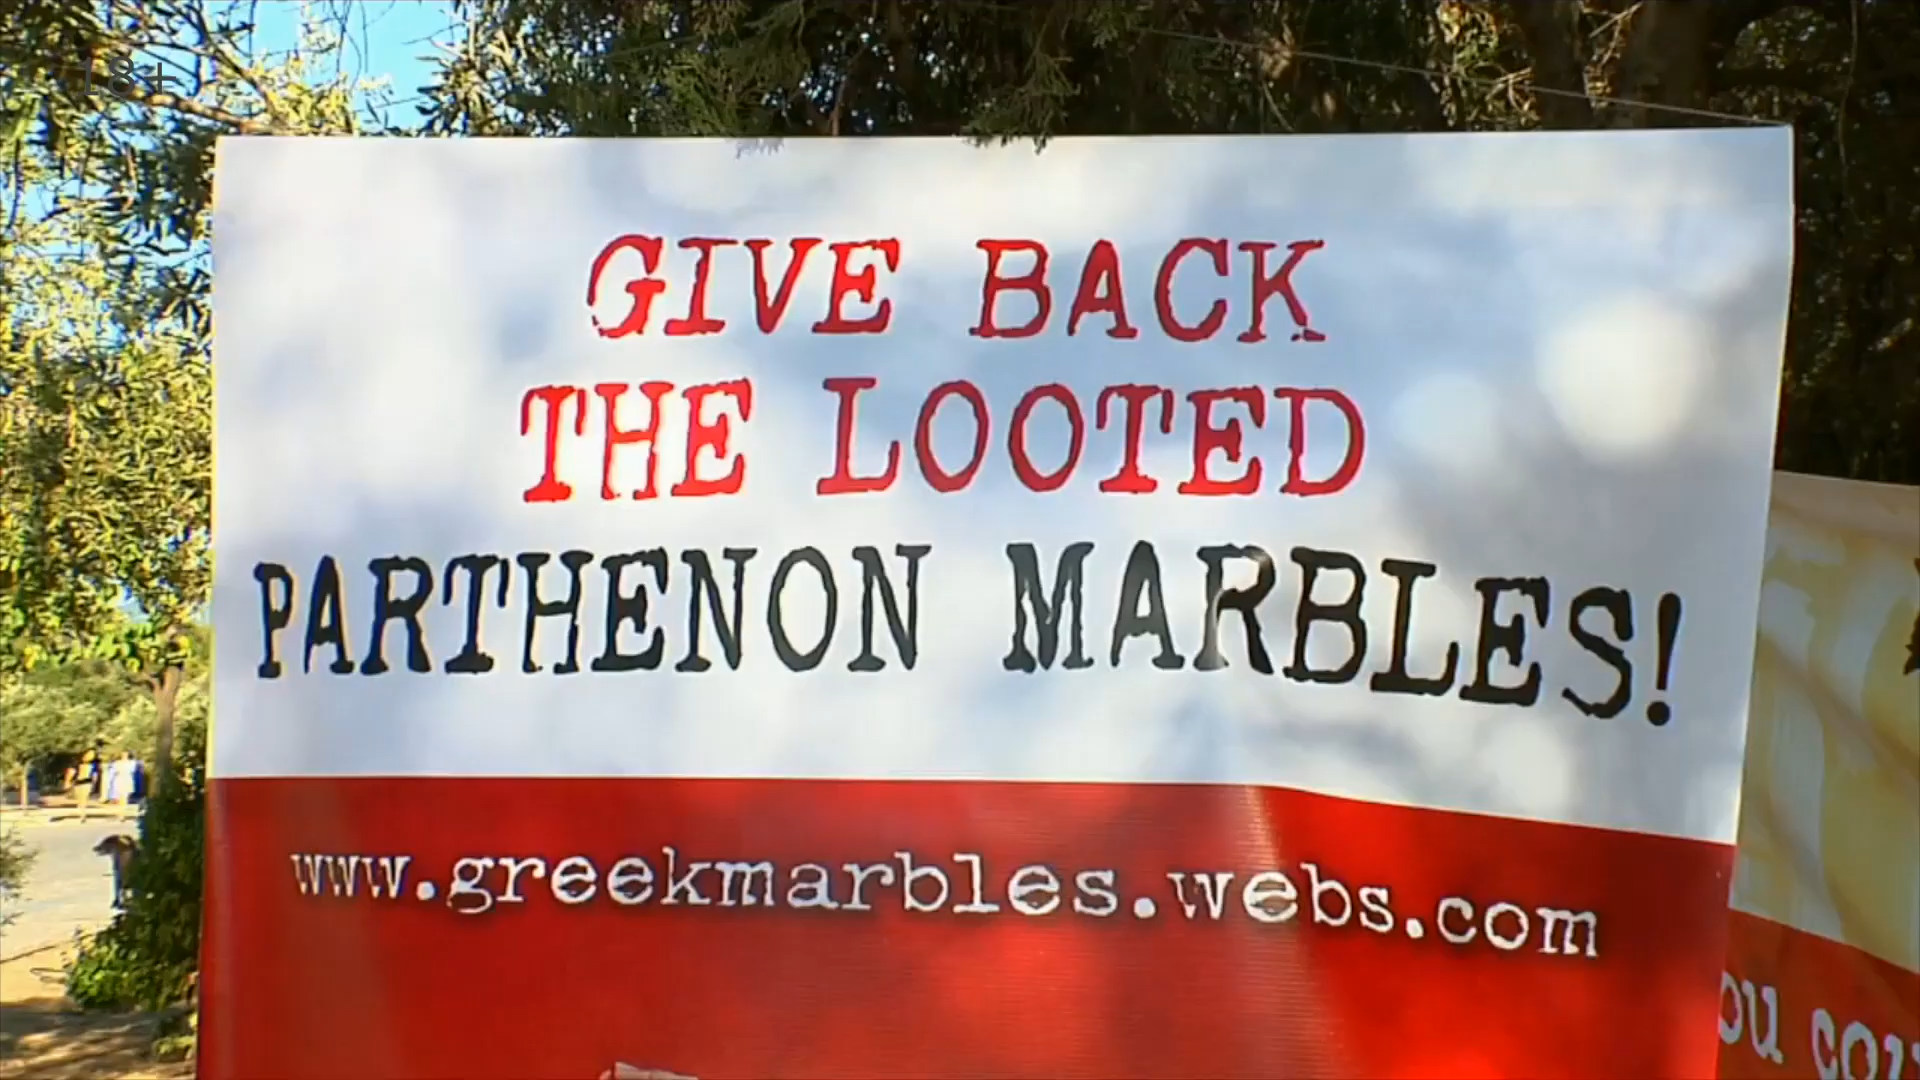 18+
GIVE BACK
THE LOOTED
PARTHENON MARBLES!
www.greekmarbles.webs.com